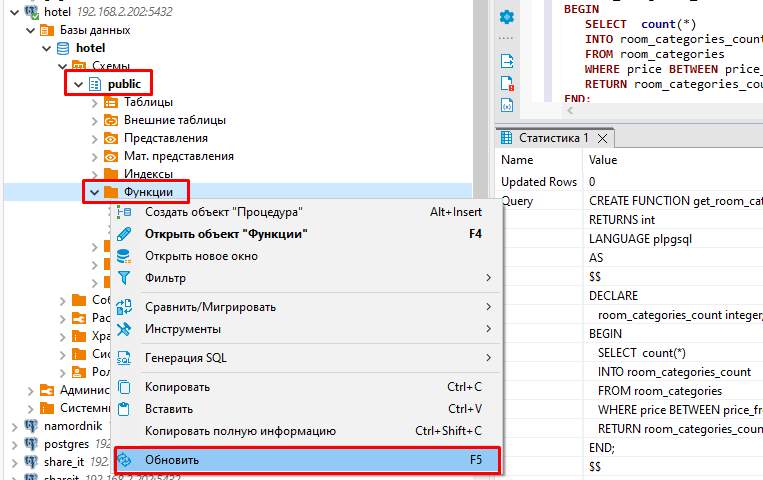 hotel 192.168.2.202:5432
Базы данных
hotel
Схемы
public
Таблицы
Внешние таблицы
Представления
Мат. представления
Индексы
Функции
Создать объект "Процедура" Alt+Insert
Открыть объект "Функции" F4
Открыть новое окно
Фильтр
Сравнить/Мигрировать
Инструменты
Генерация SQL
Копировать Ctrl+C
Вставить Ctrl+V
Копировать полную информацию Ctrl+Shift+C
Обновить F5
Соб
Рас
Хра
Сис
Рол
Админис
Системны
namordnik 192
postgres 192.
share_it 192.
shareit 192.168.2.202:5432
BEGIN
SELECT count(*)
INTO room_categories_count
FROM room_categories
WHERE price BETWEEN price_
RETURN room_categories_coun
END;
Статистика 1
Name Value
Updated Rows 0
Query CREATE FUNCTION get_room_cat
RETURNS int
LANGUAGE plpgsql
AS
$$
DECLARE
room_categories_count integer;
BEGIN
SELECT count(*)
INTO room_categories_count
FROM room_categories
WHERE price BETWEEN price_fr
RETURN room_categories_coun
END;
$$